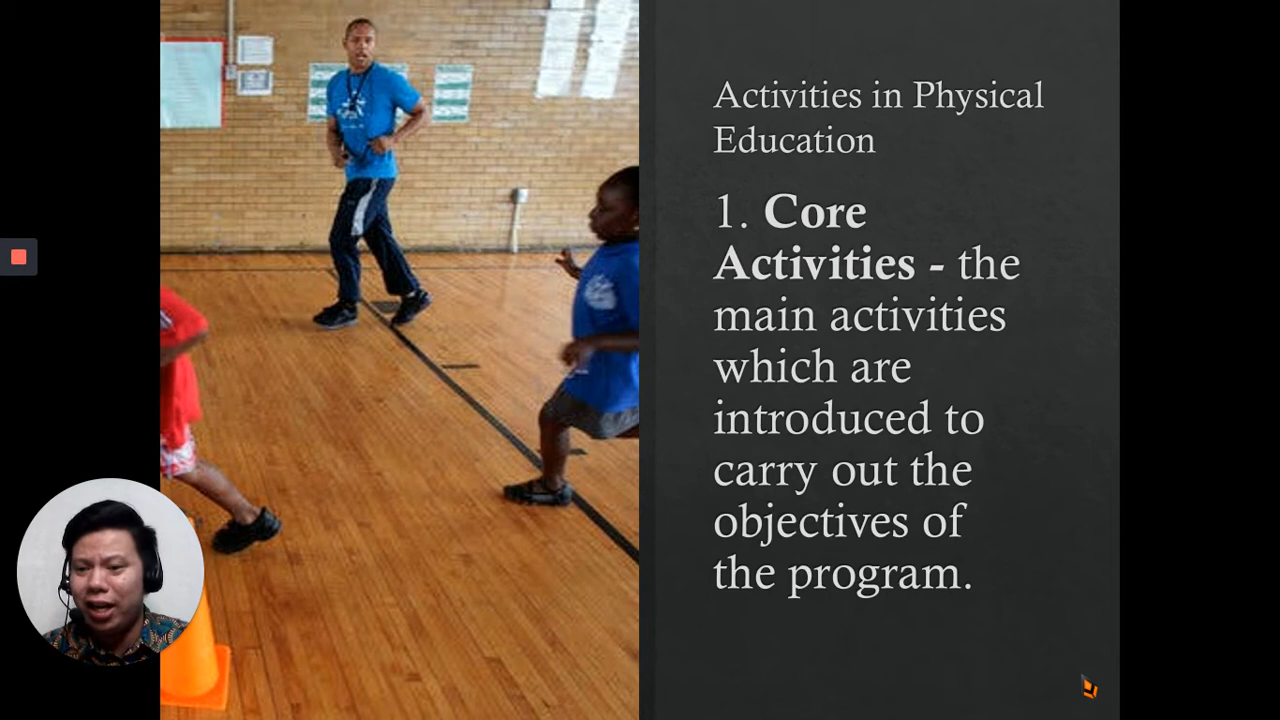 Activities in Physical
Education
1. Core
Activities - the
main activities
which are
introduced to
carry out the
objectives of
the program.